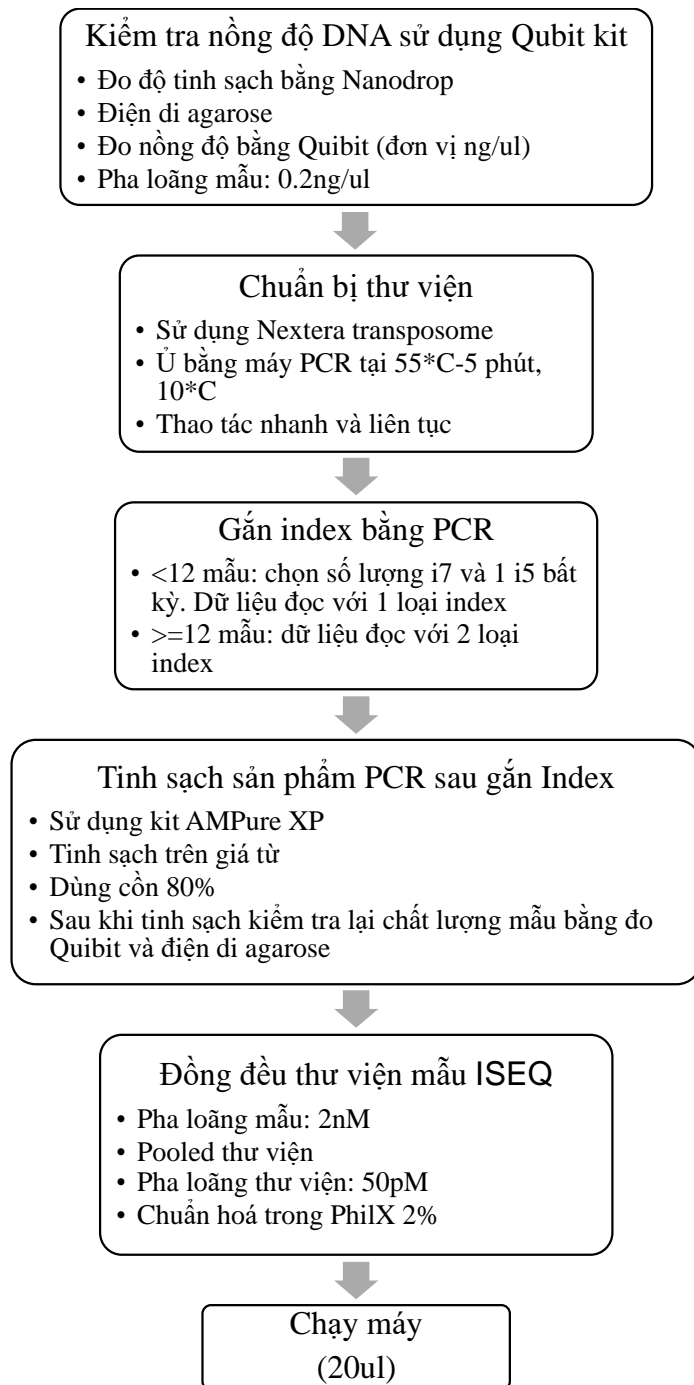 Kiểm tra nồng độ DNA sử dụng Qubit kit
• Đo độ tinh sạch bằng Nanodrop
• Điện di agarose
• Đo nồng độ bằng Quibit (đơn vị ng/ul)
• Pha loãng mẫu: 0.2ng/ul
Chuẩn bị thư viện
• Sử dụng Nextera transposome
• Ủ bằng máy PCR tại 55*C-5 phút,
10*C
• Thao tác nhanh và liên tục
Gắn index bằng PCR
• <12 mẫu: chọn số lượng i7 và 1 i5 bất
kỳ. Dữ liệu đọc với 1 loại index
• >=12 mẫu: dữ liệu đọc với 2 loại
index
Tinh sạch sản phẩm PCR sau gắn Index
• Sử dụng kit AMPure XP
• Tinh sạch trên giá từ
• Dùng cồn 80%
• Sau khi tinh sạch kiểm tra lại chất lượng mẫu bằng đo
Quibit và điện di agarose
Đồng đều thư viện mẫu ISEQ
• Pha loãng mẫu: 2nM
• Pooled thư viện
• Pha loãng thư viện: 50pM
• Chuẩn hoá trong PhilX 2%
Chạy máy
(20ul)